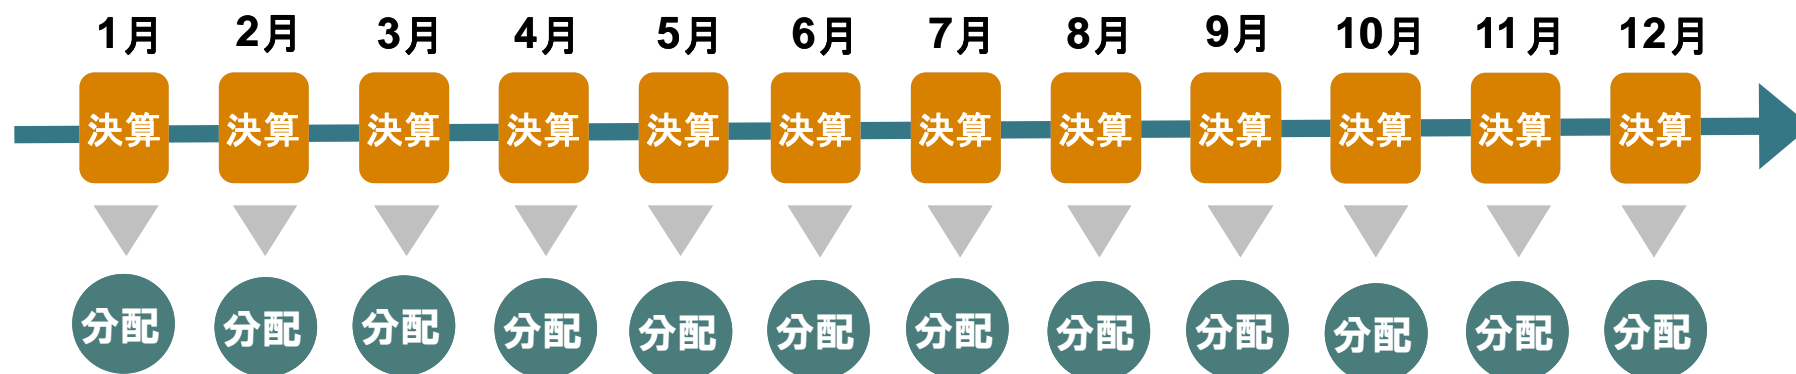 1月 2月 3月 4月 5月 6月 7月 8月 9月 10月 11月 12月
決算 決算 決算 決算 決算 決算 決算 決算 決算 決算 決算 決算
分配 分配 分配 分配 分配 分配 分配 分配 分配 分配 分配 分配